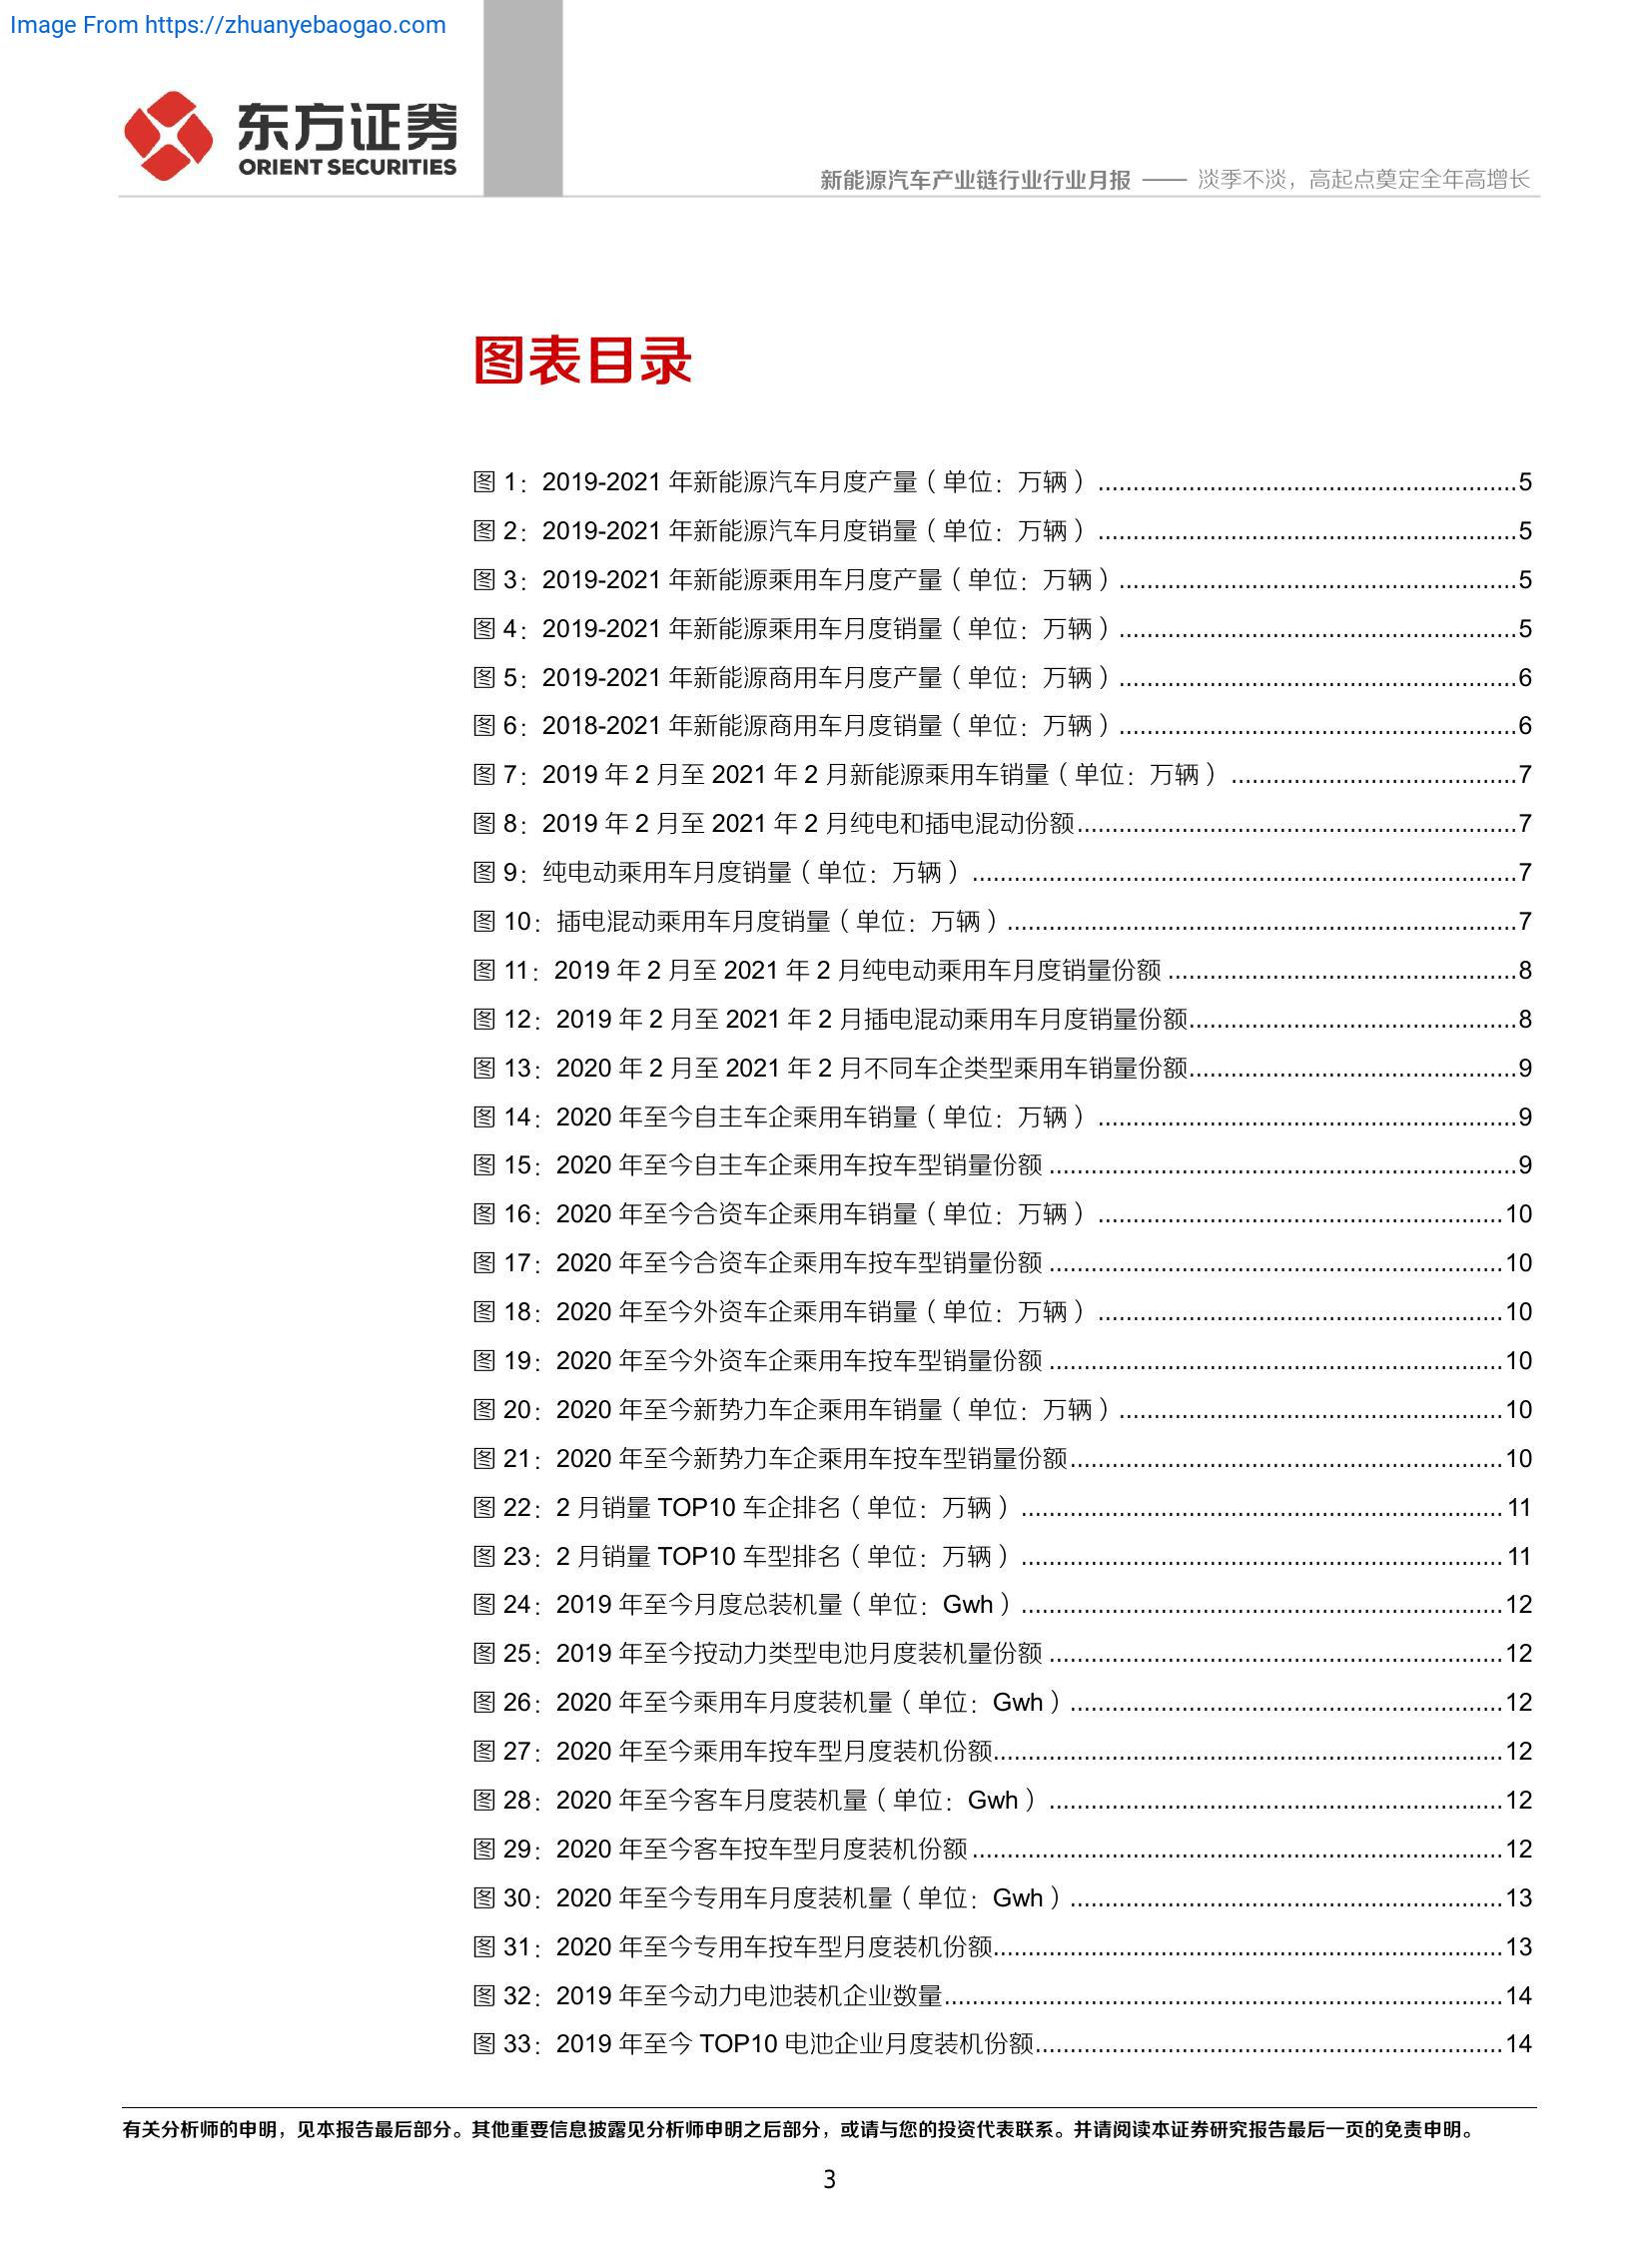 Image From https://zhuanyebaogao.com
东方证券
ORIENT SECURITIES
新能源汽车产业链行业行业月报 —— 淡季不淡，高起点奠定全年高增长
图表目录
图 1：2019-2021 年新能源汽车月度产量（单位：万辆）............................................................5
图 2：2019-2021 年新能源汽车月度销量（单位：万辆）............................................................5
图 3：2019-2021 年新能源乘用车月度产量（单位：万辆）.........................................................5
图 4：2019-2021 年新能源乘用车月度销量（单位：万辆）.........................................................5
图 5：2019-2021 年新能源商用车月度产量（单位：万辆）.........................................................6
图 6：2018-2021 年新能源商用车月度销量（单位：万辆）.........................................................6
图 7：2019 年 2 月至 2021 年 2 月新能源乘用车销量（单位：万辆）.........................................7
图 8：2019 年 2 月至 2021 年 2 月纯电和插电混动份额...............................................................7
图 9：纯电动乘用车月度销量（单位：万辆）..............................................................................7
图 10：插电混动乘用车月度销量（单位：万辆）.........................................................................7
图 11：2019 年 2 月至 2021 年 2 月纯电动乘用车月度销量份额..................................................8
图 12：2019 年 2 月至 2021 年 2 月插电混动乘用车月度销量份额...............................................8
图 13：2020 年 2 月至 2021 年 2 月不同车企类型乘用车销量份额...............................................9
图 14：2020 年至今自主车企乘用车销量（单位：万辆）............................................................9
图 15：2020 年至今自主车企乘用车按车型销量份额...................................................................9
图 16：2020 年至今合资车企乘用车销量（单位：万辆）..........................................................10
图 17：2020 年至今合资车企乘用车按车型销量份额.................................................................10
图 18：2020 年至今外资车企乘用车销量（单位：万辆）..........................................................10
图 19：2020 年至今外资车企乘用车按车型销量份额.................................................................10
图 20：2020 年至今新势力车企乘用车销量（单位：万辆）.......................................................10
图 21：2020 年至今新势力车企乘用车按车型销量份额..............................................................10
图 22：2 月销量 TOP10 车企排名（单位：万辆）.....................................................................11
图 23：2 月销量 TOP10 车型排名（单位：万辆）.....................................................................11
图 24：2019 年至今月度总装机量（单位：Gwh）.....................................................................12
图 25：2019 年至今按动力类型电池月度装机量份额.................................................................12
图 26：2020 年至今乘用车月度装机量（单位：Gwh）..............................................................12
图 27：2020 年至今乘用车按车型月度装机份额.........................................................................12
图 28：2020 年至今客车月度装机量（单位：Gwh）.................................................................12
图 29：2020 年至今客车按车型月度装机份额............................................................................12
图 30：2020 年至今专用车月度装机量（单位：Gwh）..............................................................13
图 31：2020 年至今专用车按车型月度装机份额.........................................................................13
图 32：2019 年至今动力电池装机企业数量................................................................................14
图 33：2019 年至今 TOP10 电池企业月度装机份额...................................................................14
有关分析师的申明，见本报告最后部分。其他重要信息披露见分析师申明之后部分，或请与您的投资代表联系。并请阅读本证券研究报告最后一页的免责申明。
3